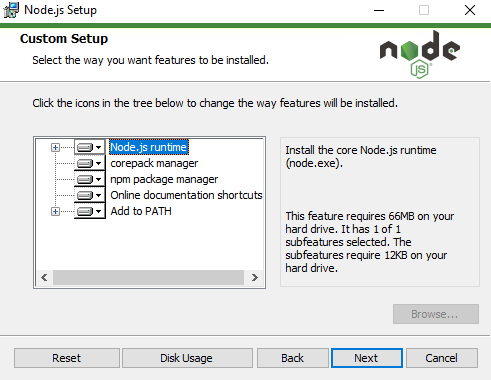 Node.js Setup
Custom Setup
Select the way you want features to be installed.
node
JS
Click the icons in the tree below to change the way features will be installed.
Node.js runtime
corepack manager
npm package manager
Online documentation shortcuts
Add to PATH
Install the core Node.js runtime
(node.exe).
This feature requires 66MB on your
hard drive. It has 1 of 1
subfeatures selected. The
subfeatures require 12KB on your
hard drive.
Browse...
Reset
Disk Usage
Back
Next
Cancel